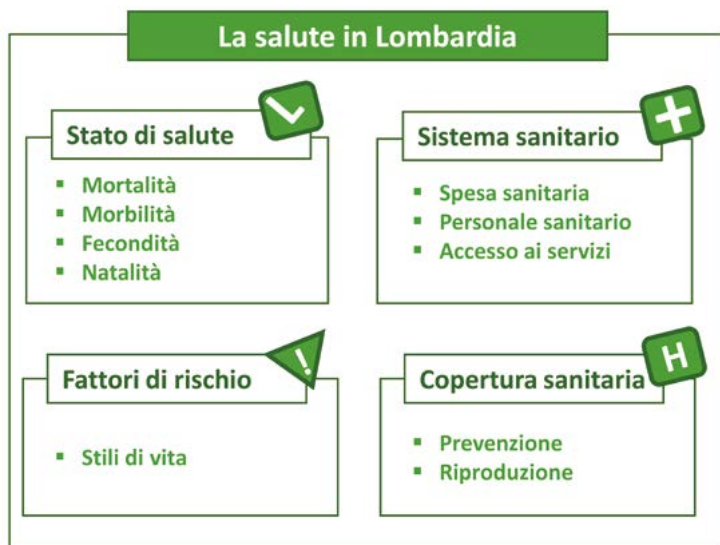 La salute in Lombardia
Stato di salute
▪ Mortalità
▪ Morbilità
▪ Fecondità
▪ Natalità
Sistema sanitario
▪ Spesa sanitaria
▪ Personale sanitario
▪ Accesso ai servizi
Fattori di rischio
!
▪ Stili di vita
Copertura sanitaria
H
▪ Prevenzione
▪ Riproduzione